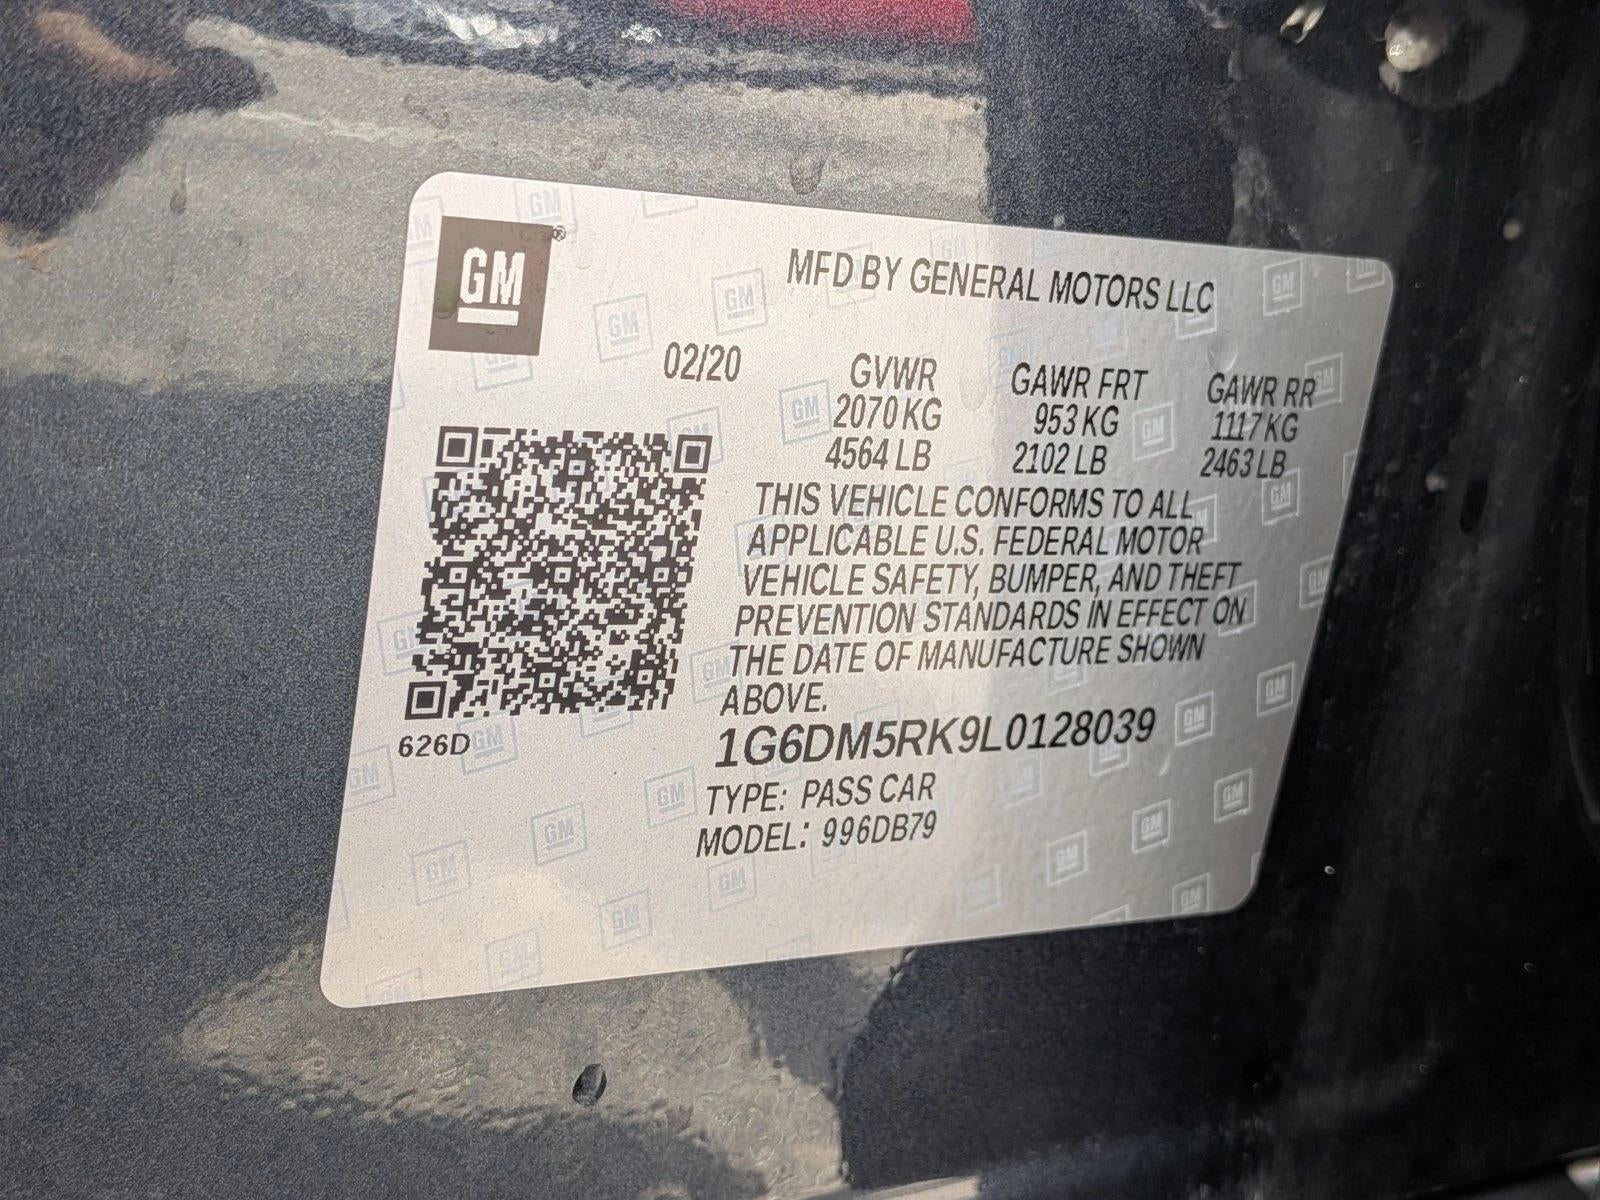 GM®
MFD BY GENERAL MOTORS LLC
02/20
GVWR GAWR FRT GAWR RR
2070 KG 953 KG 1117 KG
4564 LB 2102 LB 2463 LB
THIS VEHICLE CONFORMS TO ALL
APPLICABLE U.S. FEDERAL MOTOR
VEHICLE SAFETY, BUMPER, AND THEFT
PREVENTION STANDARDS IN EFFECT ON
THE DATE OF MANUFACTURE SHOWN
ABOVE.
626D
1G6DM5RK9L0128039
TYPE: PASS CAR
MODEL: 996DB79